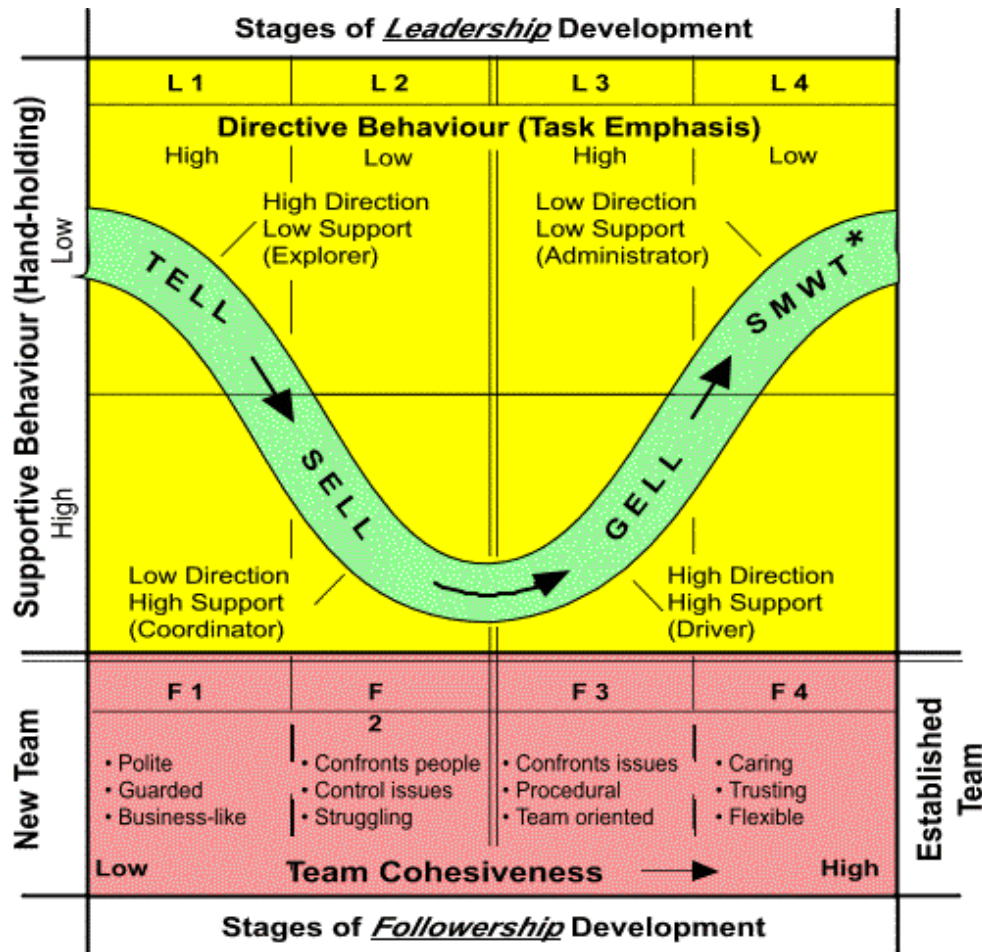 Stages of Leadership Development
L 1
L 2
L 3
L 4
Directive Behaviour (Task Emphasis)
High
Low
High
Low
Supportive Behaviour (Hand-holding)
Low
High
High Direction
Low Support
(Explorer)
Low Direction
Low Support
(Administrator)
TELL
SELL
GELL
SMWT*
Low Direction
High Support
(Coordinator)
High Direction
High Support
(Driver)
New Team
Established
Team
F 1
F
2
F 3
F 4
• Polite
• Guarded
• Business-like
• Confronts people
• Control issues
• Struggling
• Confronts issues
• Procedural
• Team oriented
• Caring
• Trusting
• Flexible
Low
Team Cohesiveness
High
Stages of Followership Development